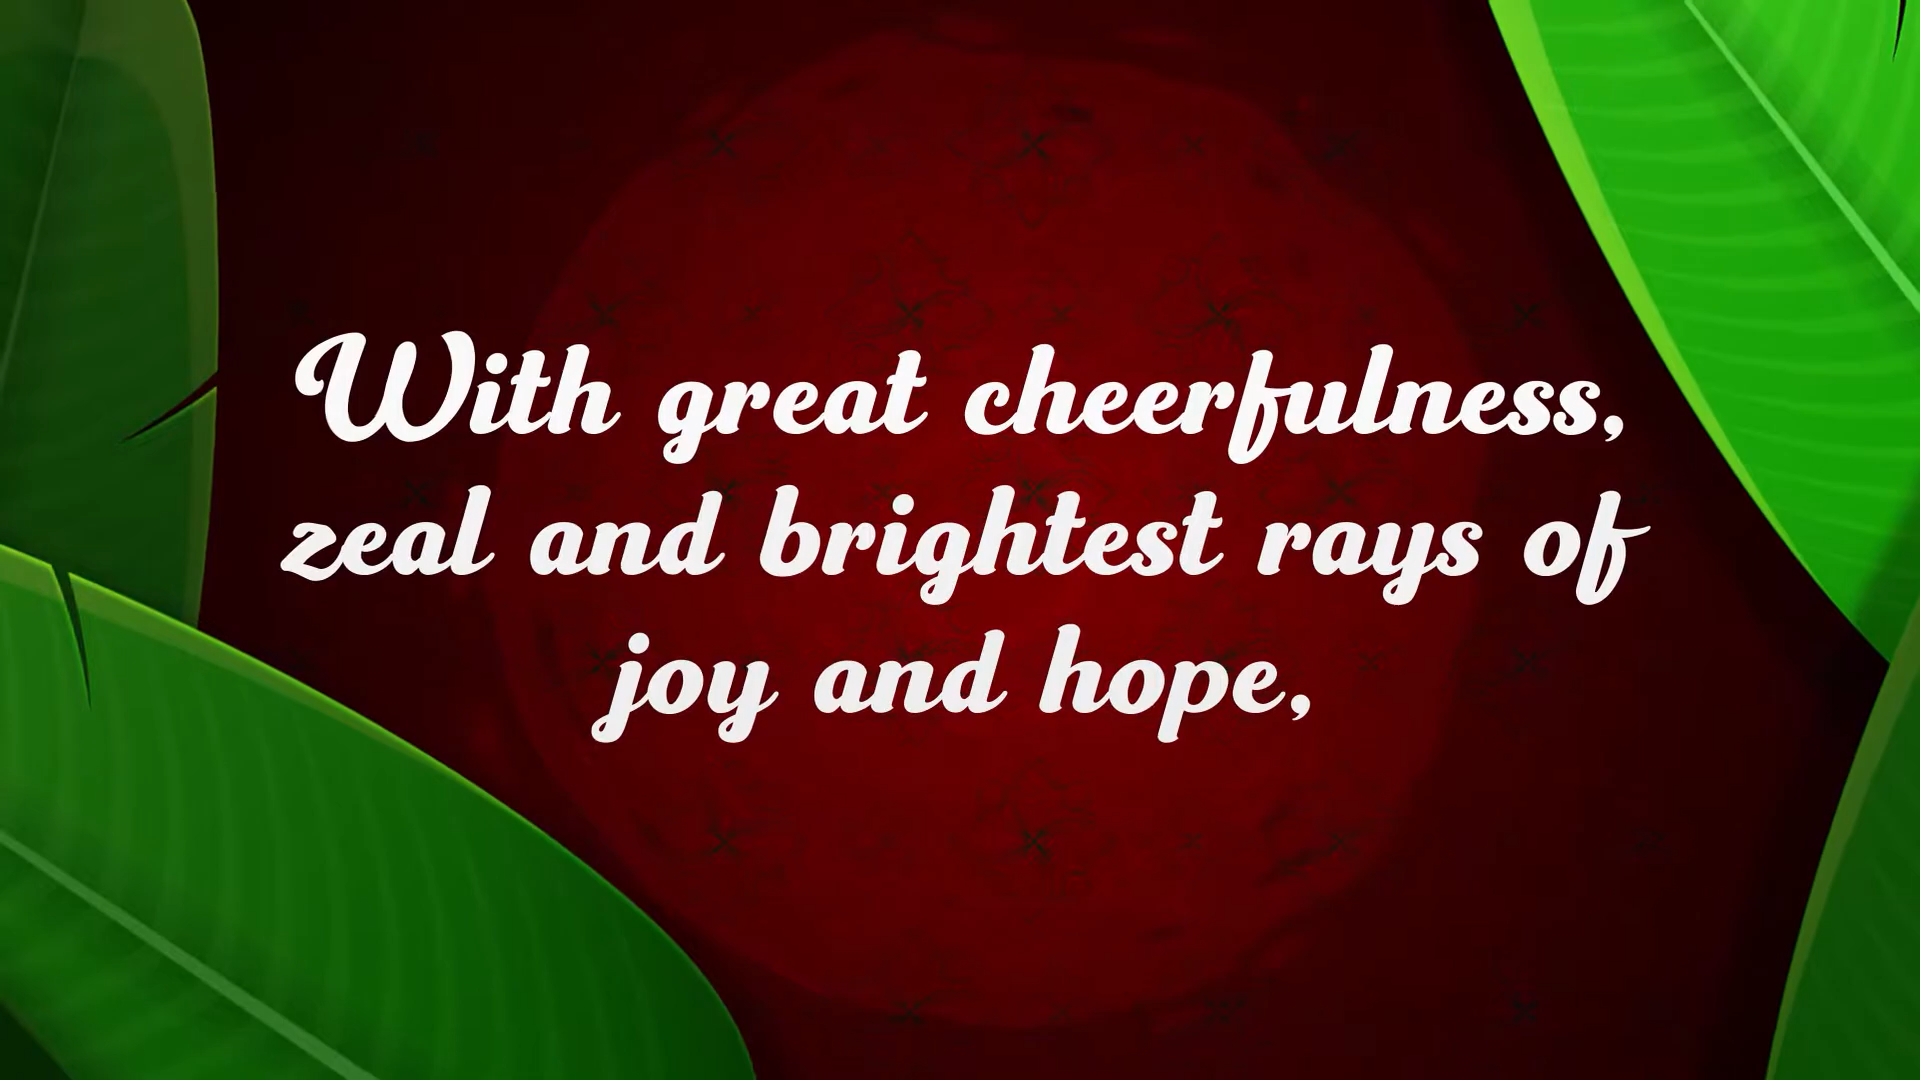 With great cheerfulness,
zeal and brightest rays of
joy and hope,